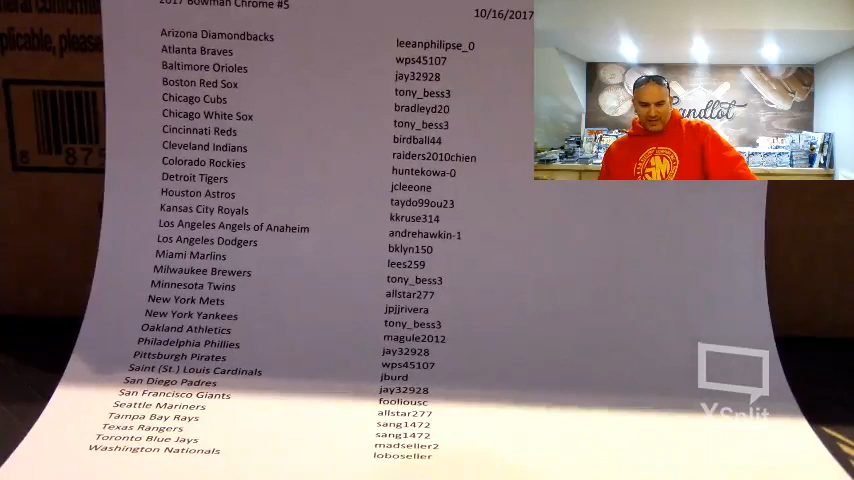 2017 Bowman Chrome #5
10/16/2017
Arizona Diamondbacks leeanphilipse_0
Atlanta Braves wps45107
Baltimore Orioles jay32928
Boston Red Sox tony_bess3
Chicago Cubs bradleyd20
Chicago White Sox tony_bess3
Cincinnati Reds birdball44
Cleveland Indians raiders2010chien
Colorado Rockies huntekowa-0
Detroit Tigers jcleeone
Houston Astros taydo99ou23
Kansas City Royals kkruse314
Los Angeles Angels of Anaheim andrehawkin-1
Los Angeles Dodgers bklyn150
Miami Marlins lees259
Milwaukee Brewers tony_bess3
Minnesota Twins allstar277
New York Mets jpjjrivera
New York Yankees tony_bess3
Oakland Athletics magule2012
Philadelphia Phillies jay32928
Pittsburgh Pirates wps45107
Saint (St.) Louis Cardinals jburd
San Diego Padres jay32928
San Francisco Giants fooliousc
Seattle Mariners allstar277
Tampa Bay Rays sang1472
Texas Rangers sang1472
Toronto Blue Jays madseller2
Washington Nationals loboseller
plicable, please
8 875
andlot
SM
XSplit